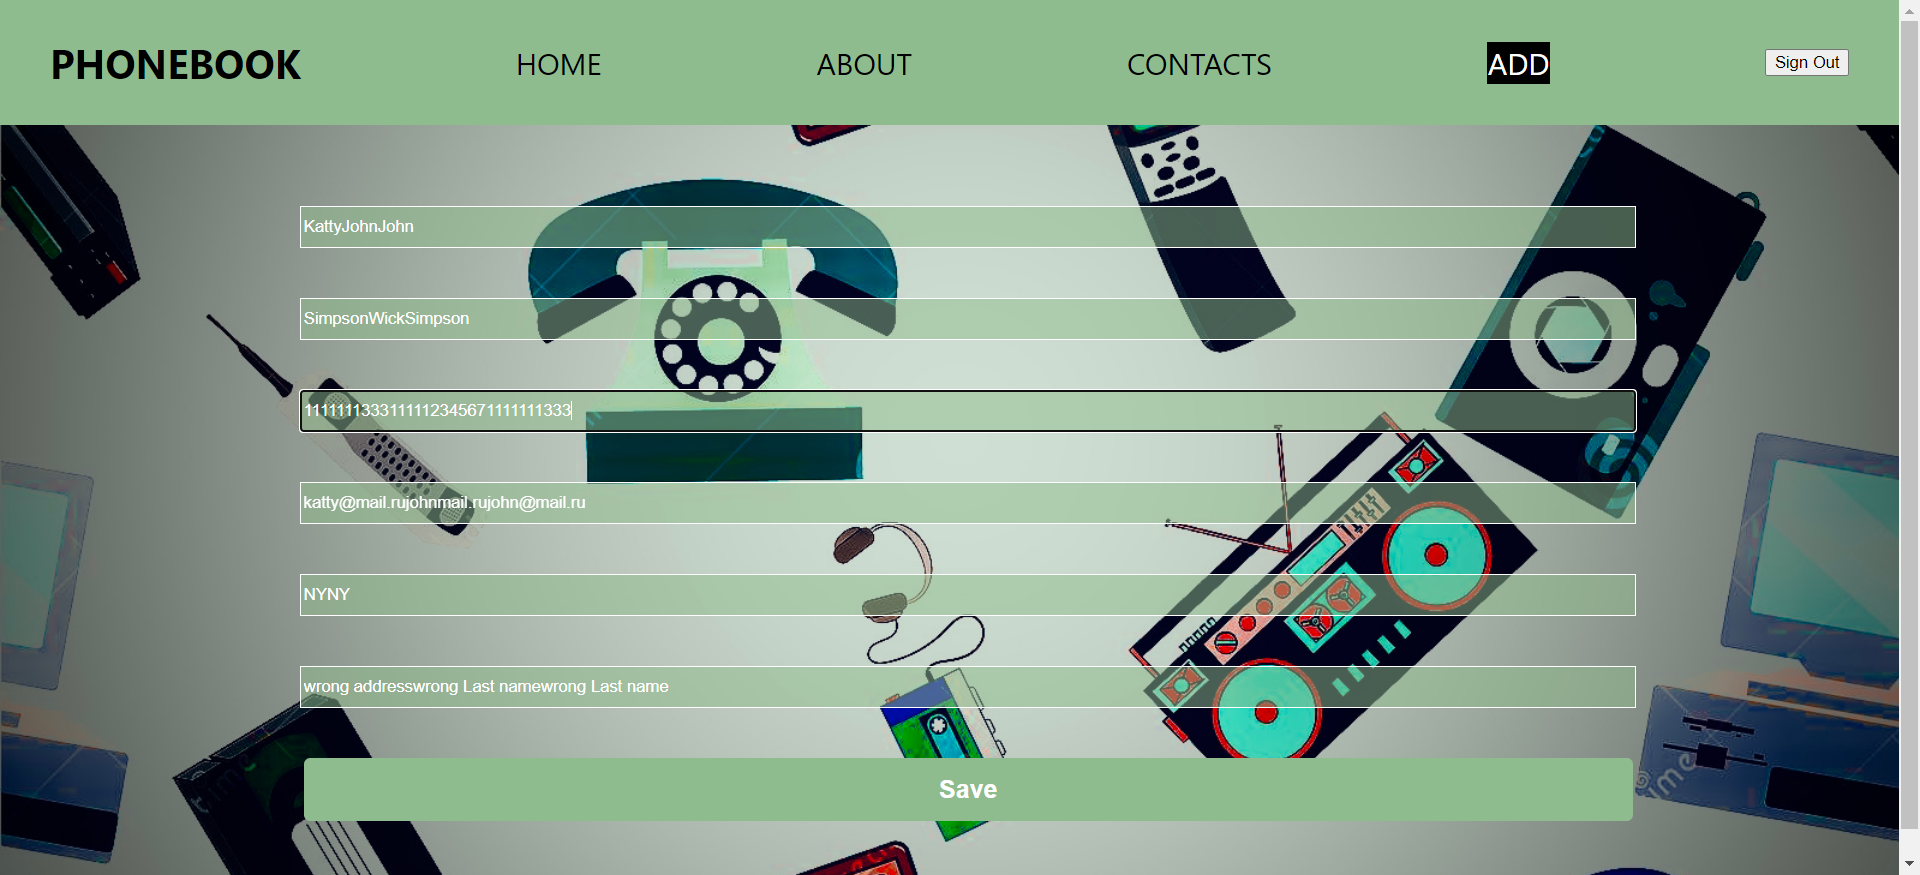 PHONEBOOK
HOME
ABOUT
CONTACTS
ADD
Sign Out
KattyJohnJohn
SimpsonWickSimpson
1111111333111112345671111111333
katty@mail.rujohnmail.rujohn@mail.ru
NYNY
wrong addresswrong Last namewrong Last name
Save